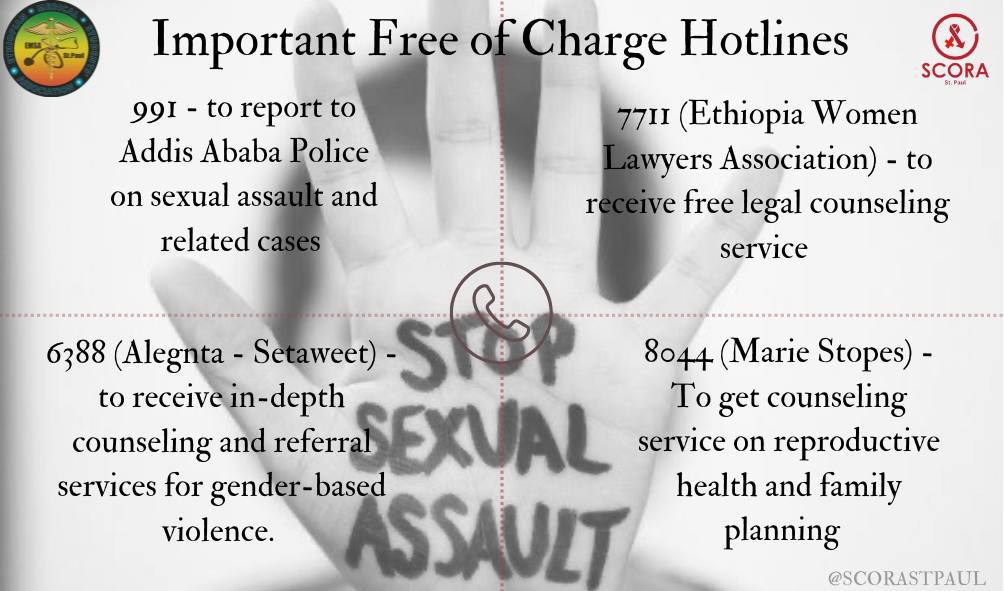 Important Free of Charge Hotlines
EMSA
St.Paul
SCORA
St. Paul
991 - to report to
Addis Ababa Police
on sexual assault and
related cases
7711 (Ethiopia Women
Lawyers Association) - to
receive free legal counseling
service
6388 (Alegnta - Setaweet) -
to receive in-depth
counseling and referral
services for gender-based
violence.
8044 (Marie Stopes) -
To get counseling
service on reproductive
health and family
planning
STOP
SEXUAL
ASSAULT
@SCORASTPAUL